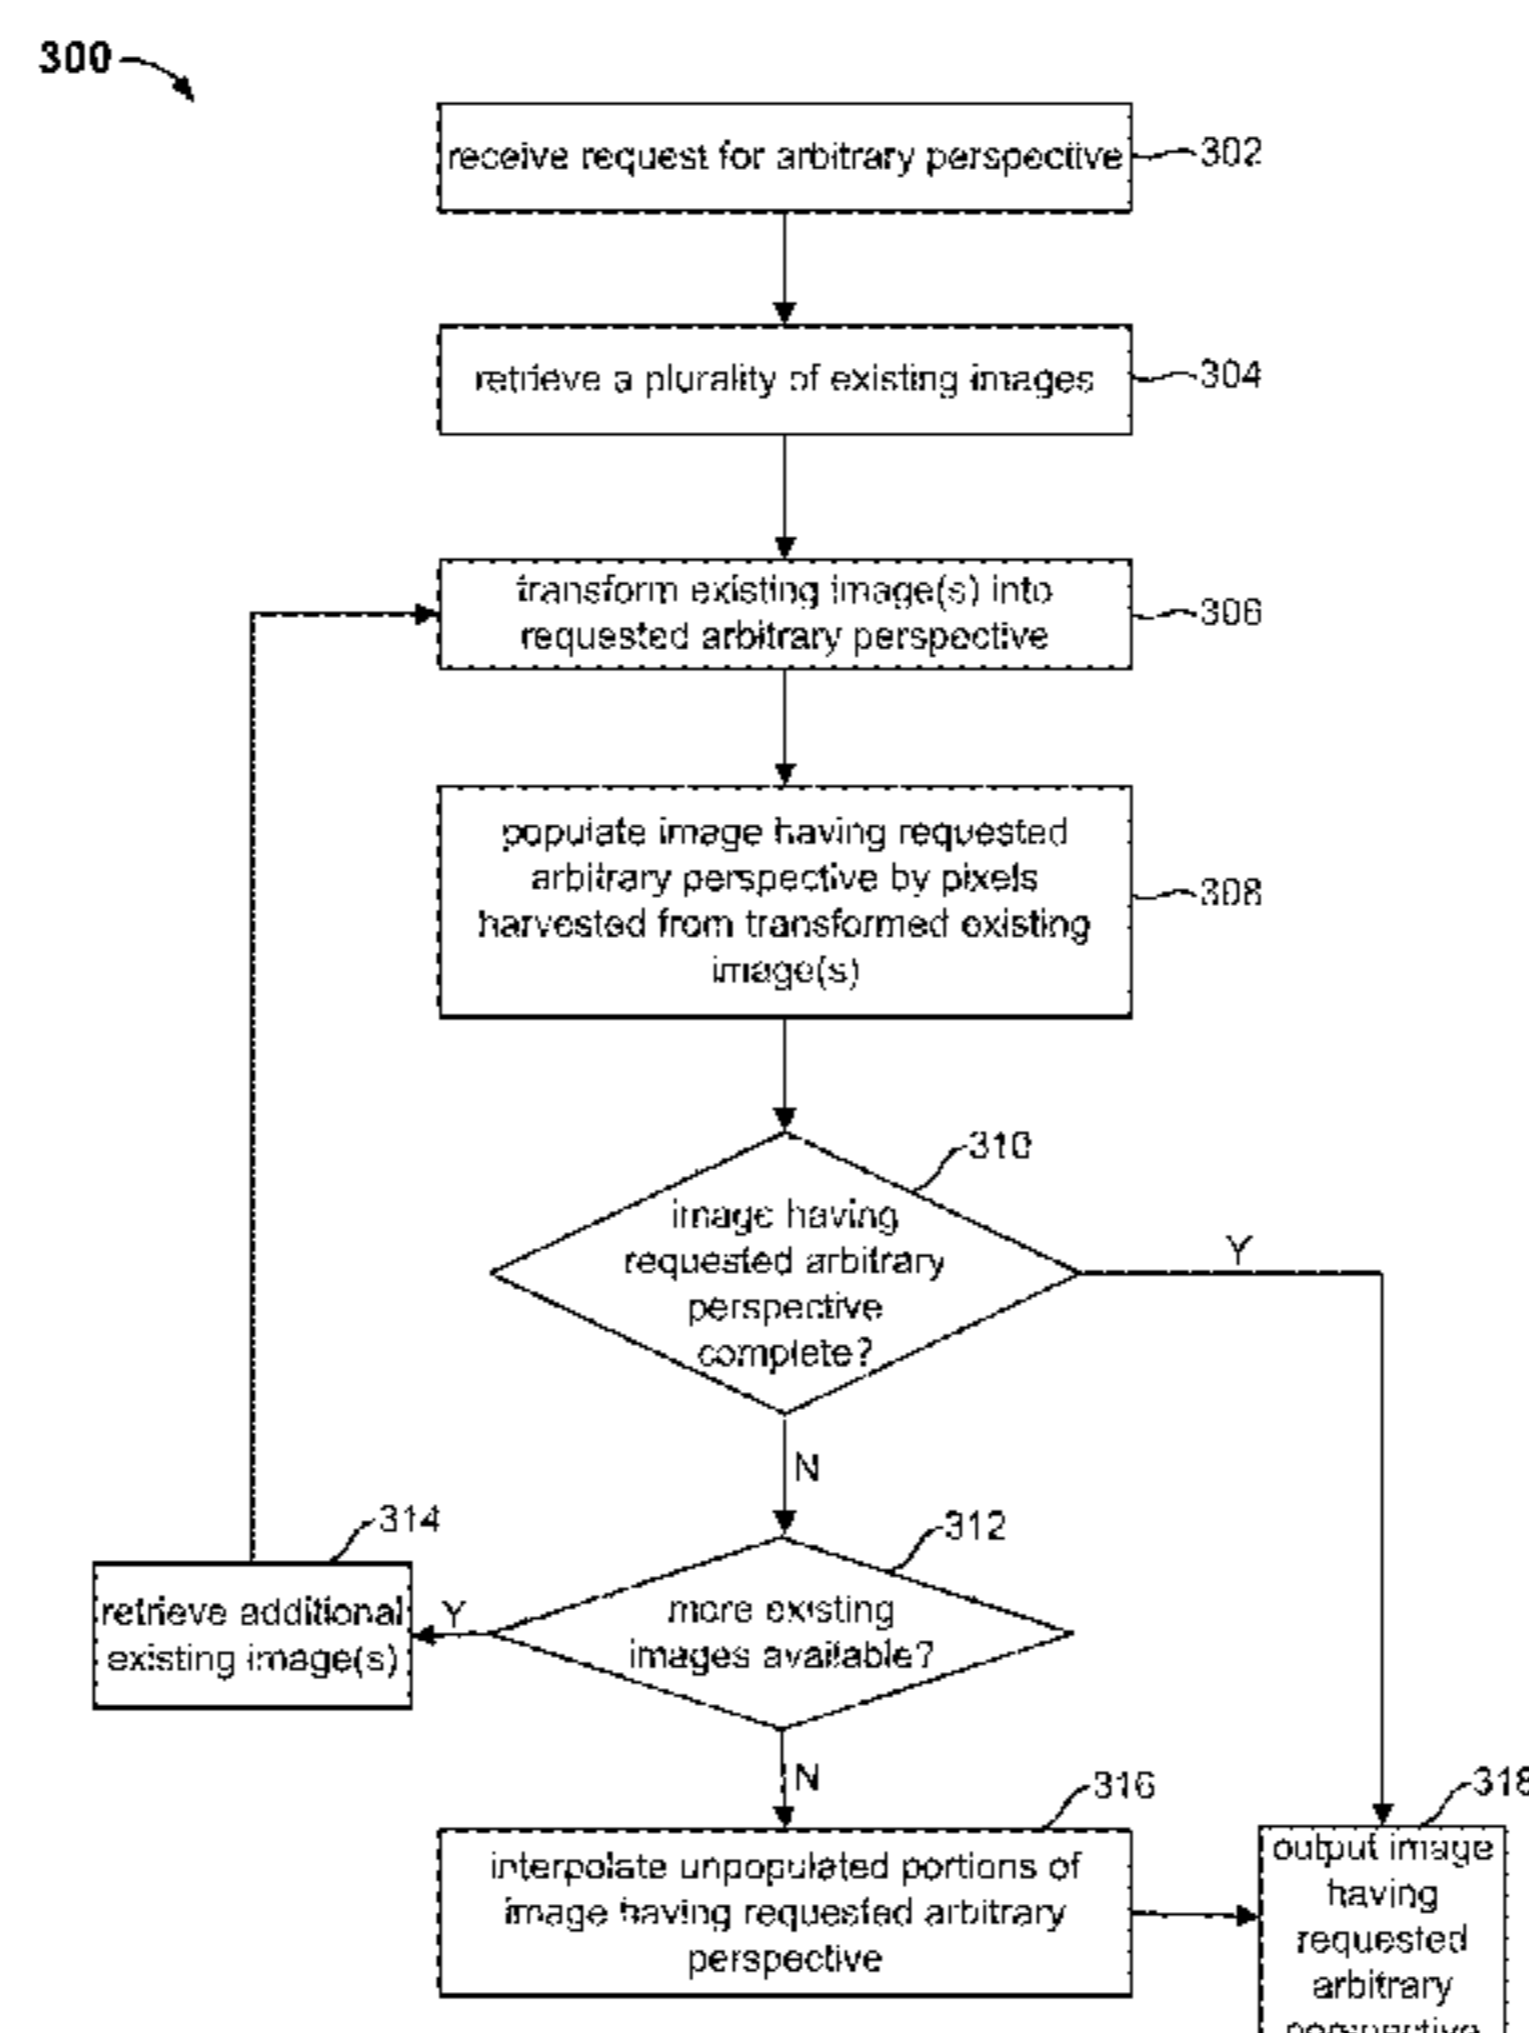 300
receive request for arbitrary perspective
302
retrieve a plurality of existing images
304
transform existing image(s) into
requested arbitrary perspective
306
populate image having requested
arbitrary perspective by pixels
harvested from transformed existing
image(s)
308
310
image having
requested arbitrary
perspective
complete?
Y
N
312
more existing
images available?
Y
314
retrieve additional
existing image(s)
N
316
interpolate unpopulated portions of
image having requested arbitrary
perspective
318
output image
having
requested
arbitrary
perspective